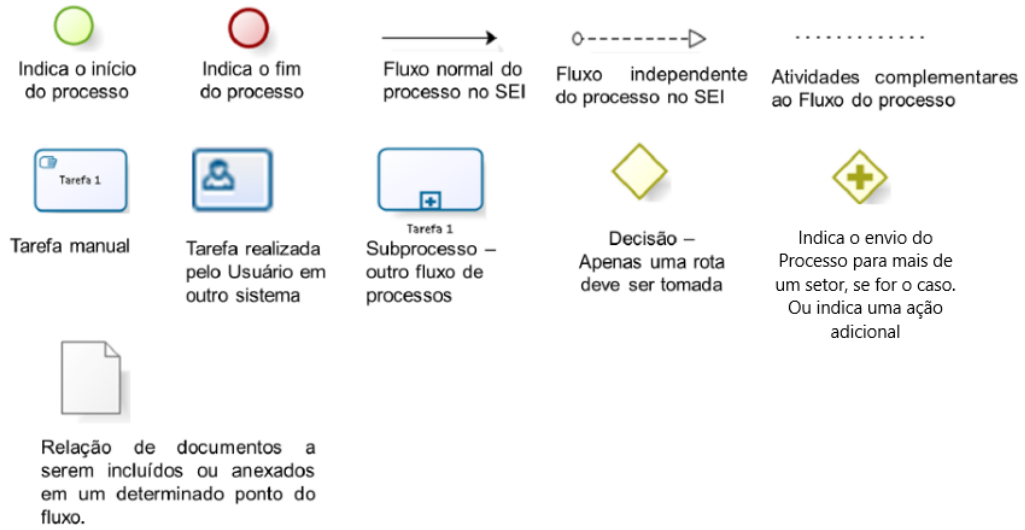 Indica o início
do processo
Indica o fim
do processo
Fluxo normal do
processo no SEI
Fluxo independente
do processo no SEI
Atividades complementares
ao Fluxo do processo
Tarefa 1
Tarefa manual
Tarefa realizada
pelo Usuário em
outro sistema
Tarefa 1
Subprocesso –
outro fluxo de
processos
Decisão –
Apenas uma rota
deve ser tomada
Indica o envio do
Processo para mais de
um setor, se for o caso.
Ou indica uma ação
adicional
Relação de documentos a
serem incluídos ou anexados
em um determinado ponto do
fluxo.